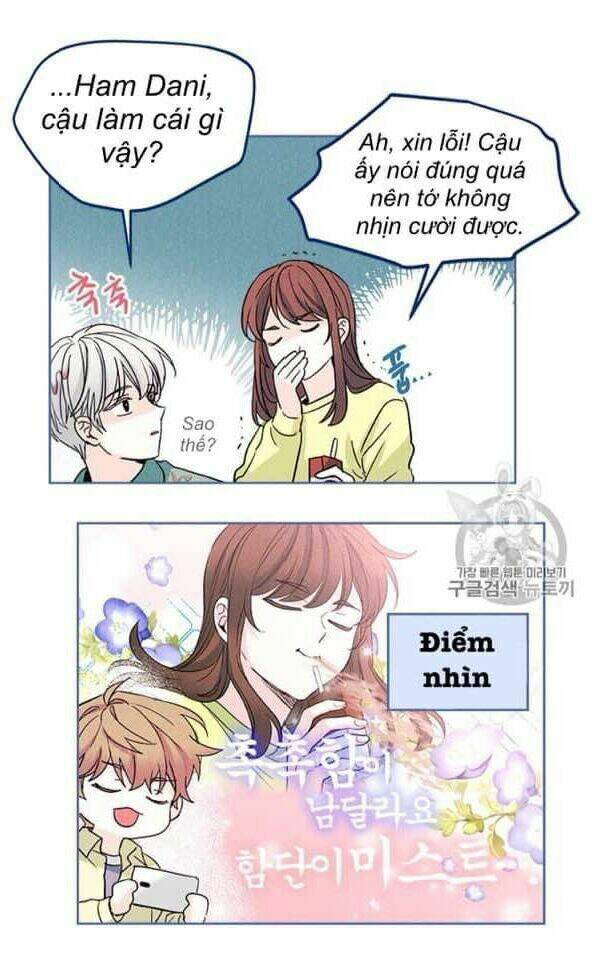 ...Ham Dani,
cậu làm cái gì
vậy?
Ah, xin lỗi! Cậu
ấy nói đúng quá
nên tớ không
nhịn cười được.
축축
풉...
Sao
thế?
가장 빠른 웹툰 미리보기
구글검색-뉴토끼
Điểm
nhìn
촉촉함이
남달라요
함단이 미스트